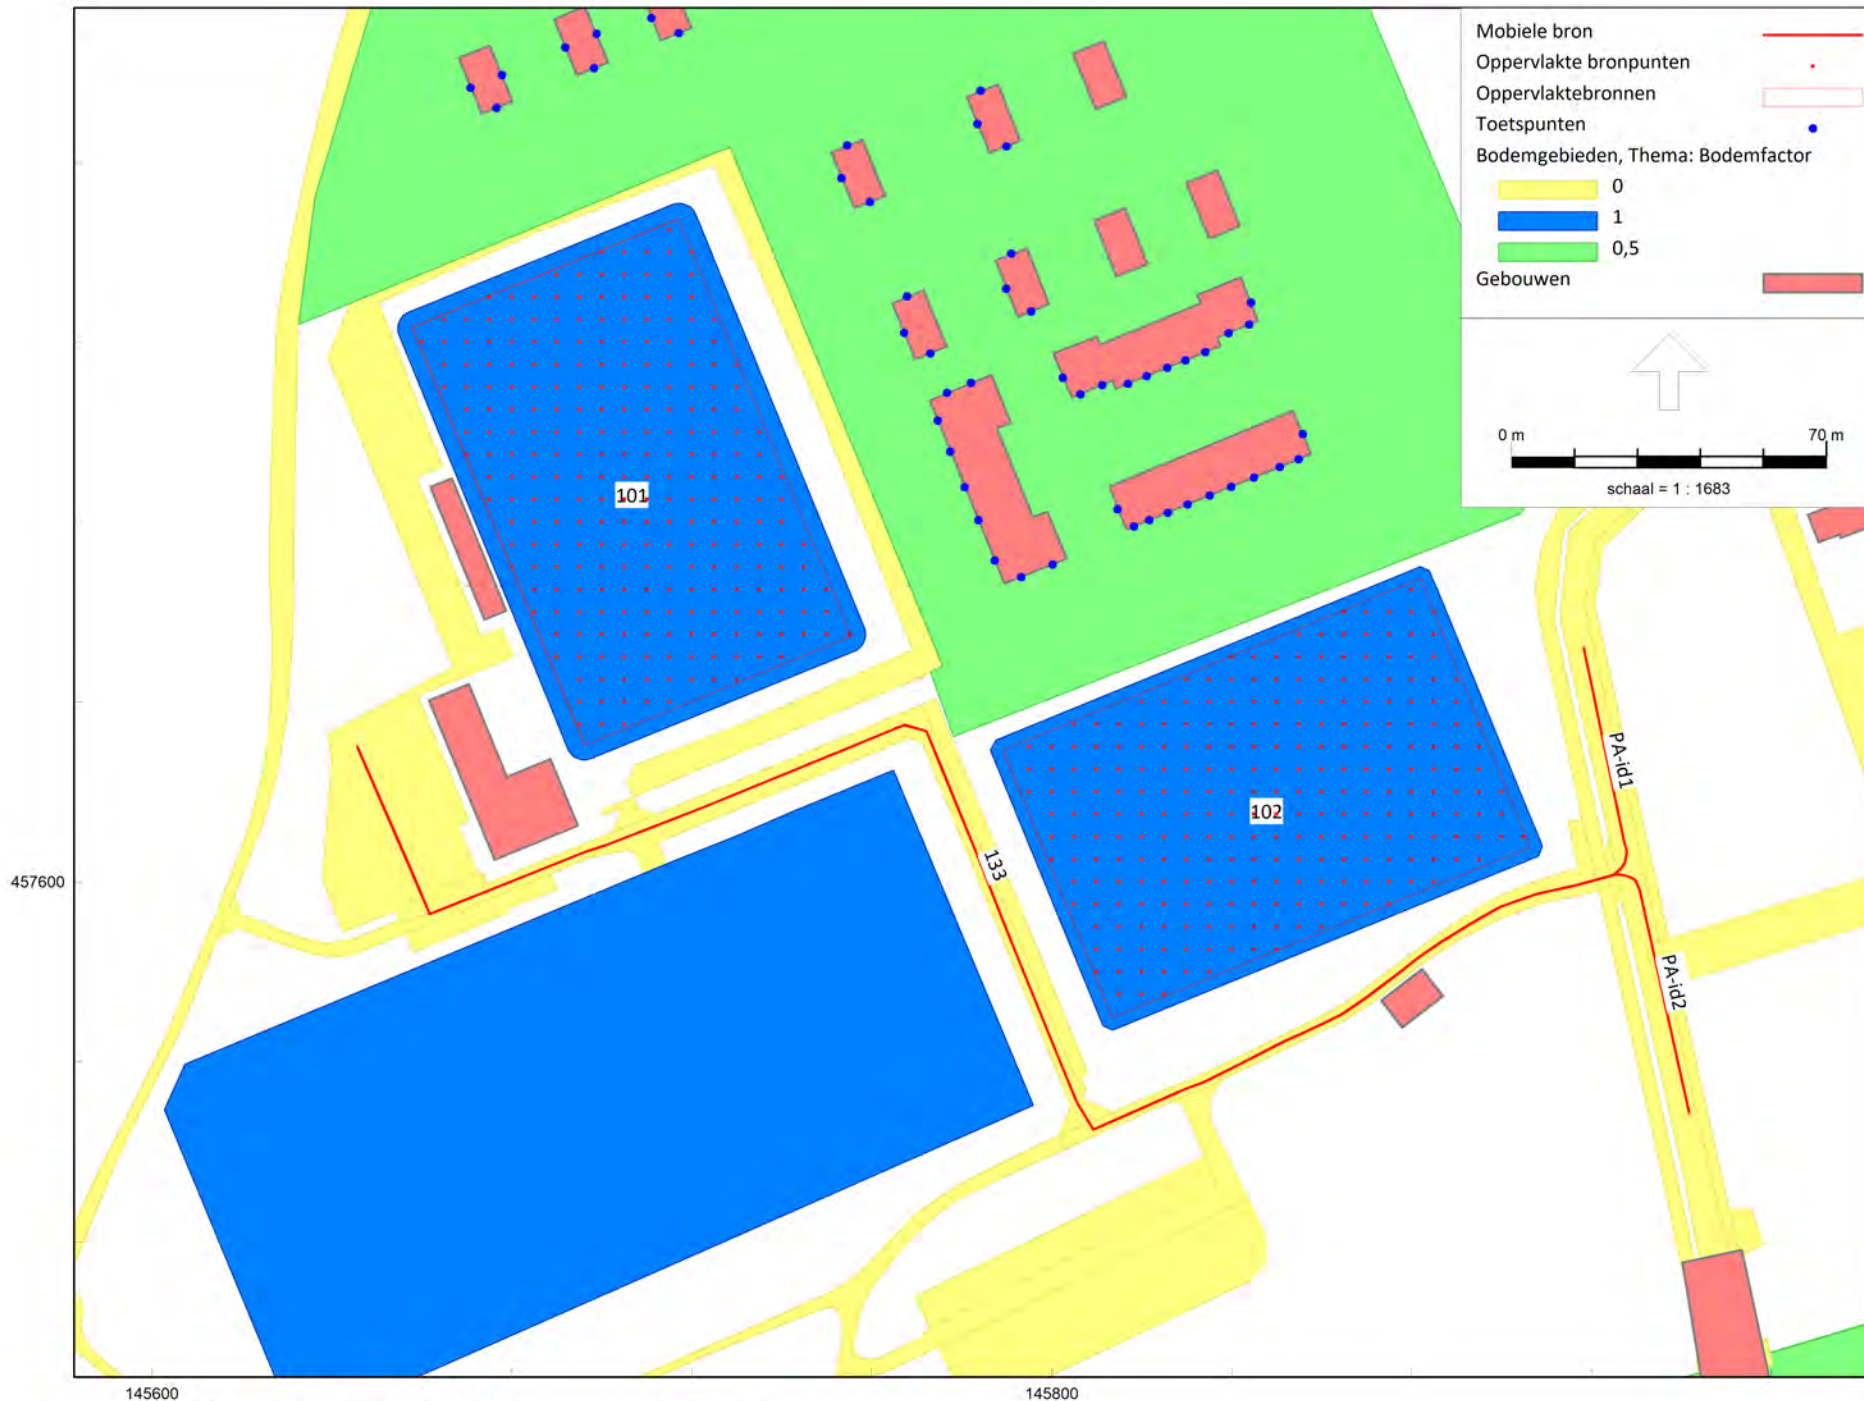 Mobiele bron
Oppervlakte bronpunten
Oppervlaktebronnen
Toetspunten
Bodemgebieden, Thema: Bodemfactor
0
1
0,5
Gebouwen
0 m 70 m
schaal = 1 : 1683
101
102
133
PA-id1
PA-id2
457600
145600 145800